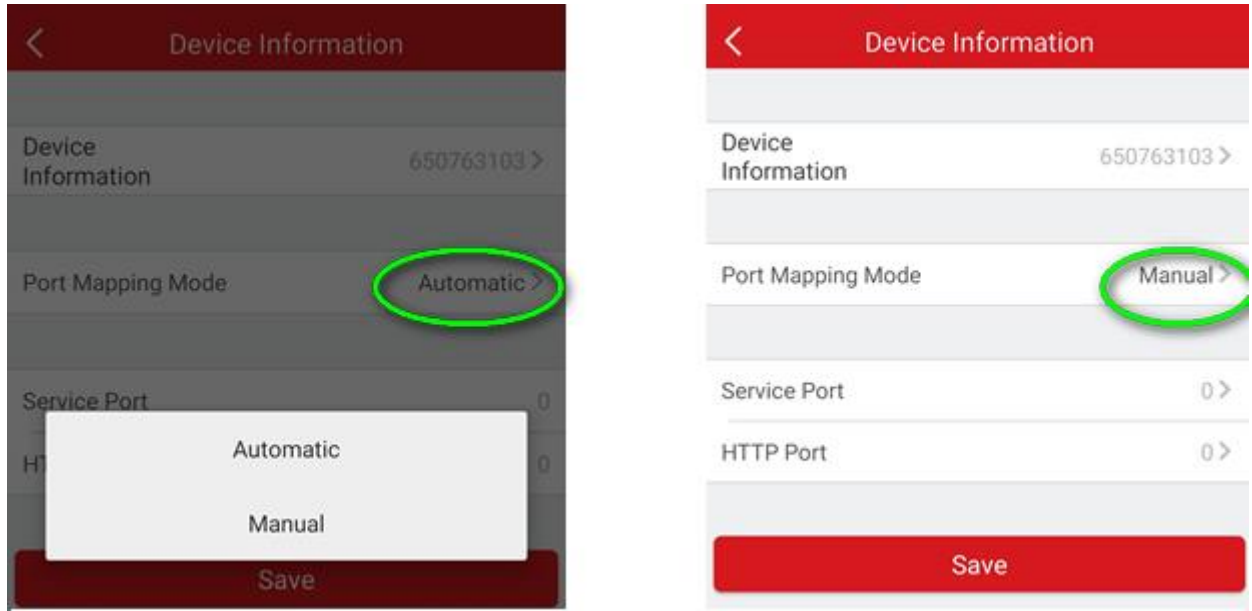 Device Information
Device
Information
650763103
Port Mapping Mode
Automatic
Service Port
0
HT
0
Automatic
Manual
Save
Device Information
Device
Information
650763103
Port Mapping Mode
Manual
Service Port
0
HTTP Port
0
Save